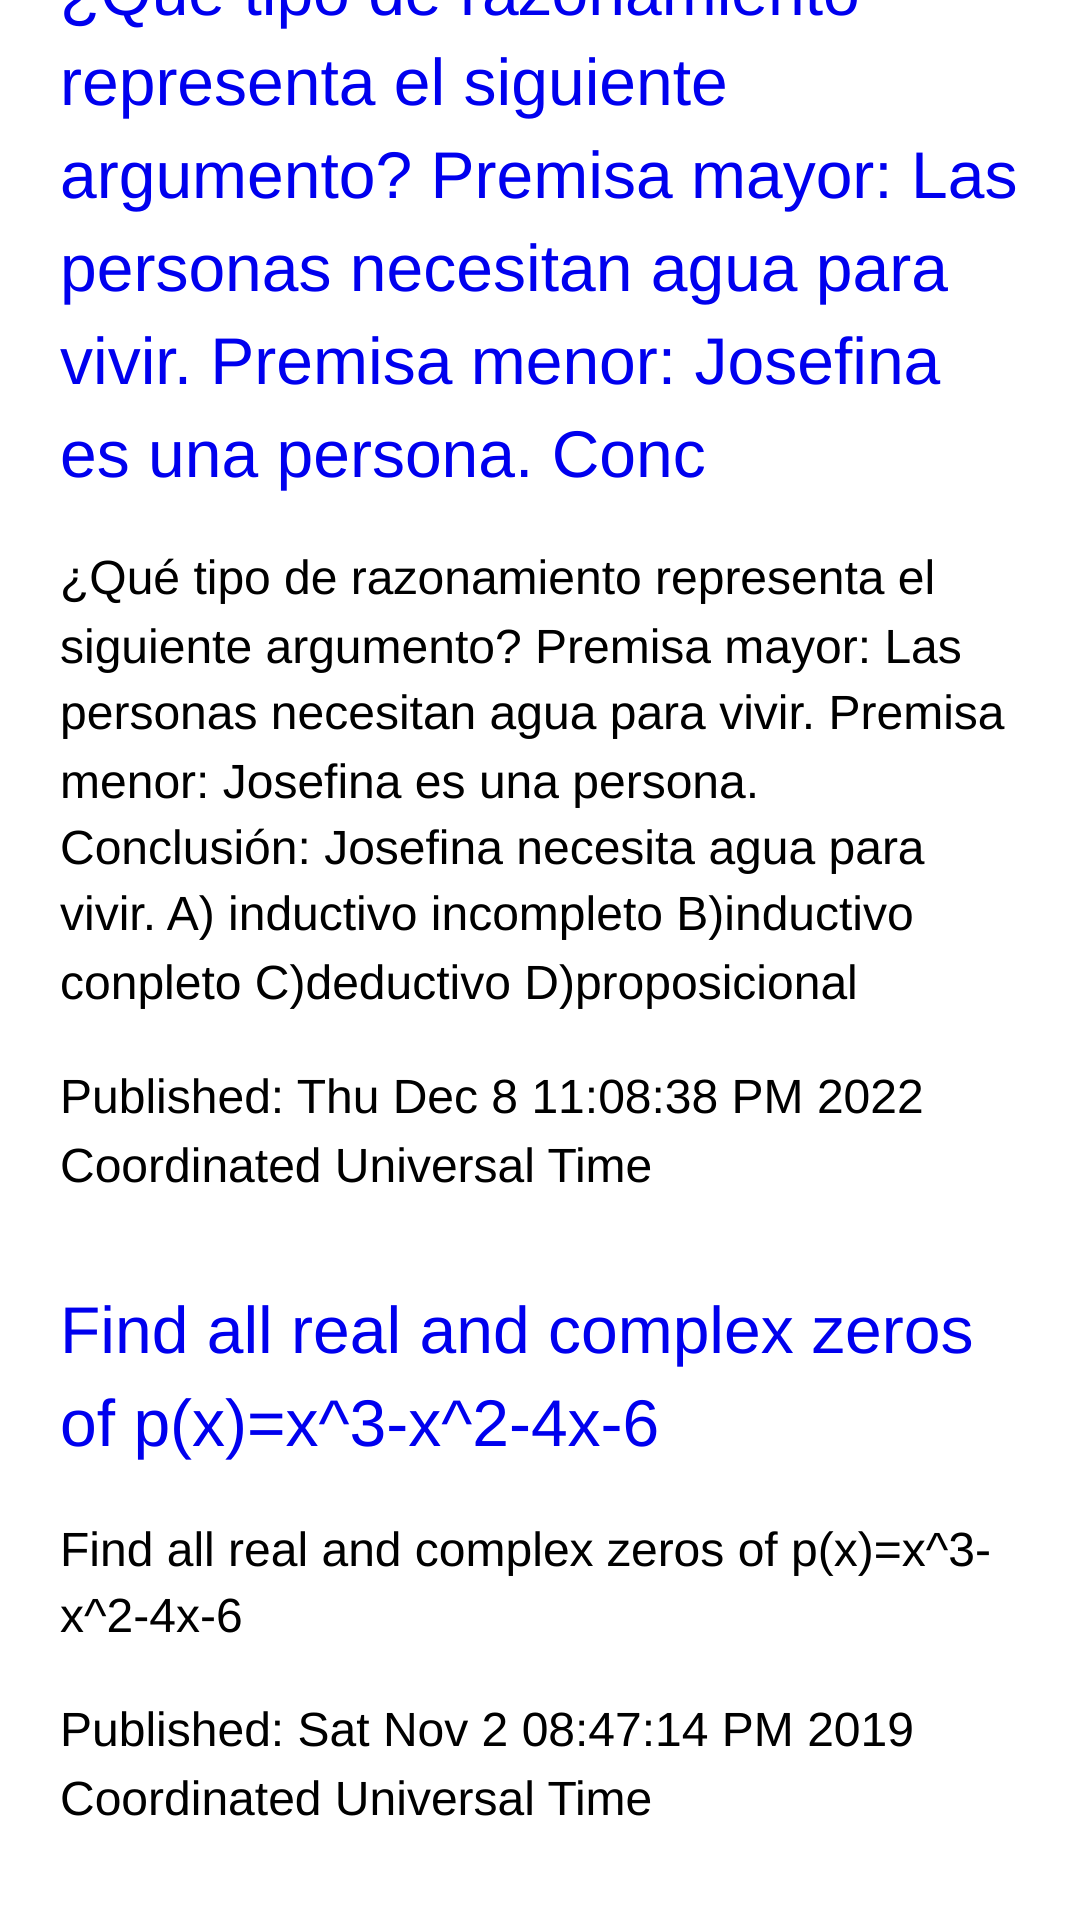 ¿Qué tipo de razonamiento
representa el siguiente
argumento? Premisa mayor: Las
personas necesitan agua para
vivir. Premisa menor: Josefina
es una persona. Conc
¿Qué tipo de razonamiento representa el
siguiente argumento? Premisa mayor: Las
personas necesitan agua para vivir. Premisa
menor: Josefina es una persona.
Conclusión: Josefina necesita agua para
vivir. A) inductivo incompleto B)inductivo
conpleto C)deductivo D)proposicional
Published: Thu Dec 8 11:08:38 PM 2022
Coordinated Universal Time
Find all real and complex zeros
of p(x)=x^3-x^2-4x-6
Find all real and complex zeros of p(x)=x^3-
x^2-4x-6
Published: Sat Nov 2 08:47:14 PM 2019
Coordinated Universal Time